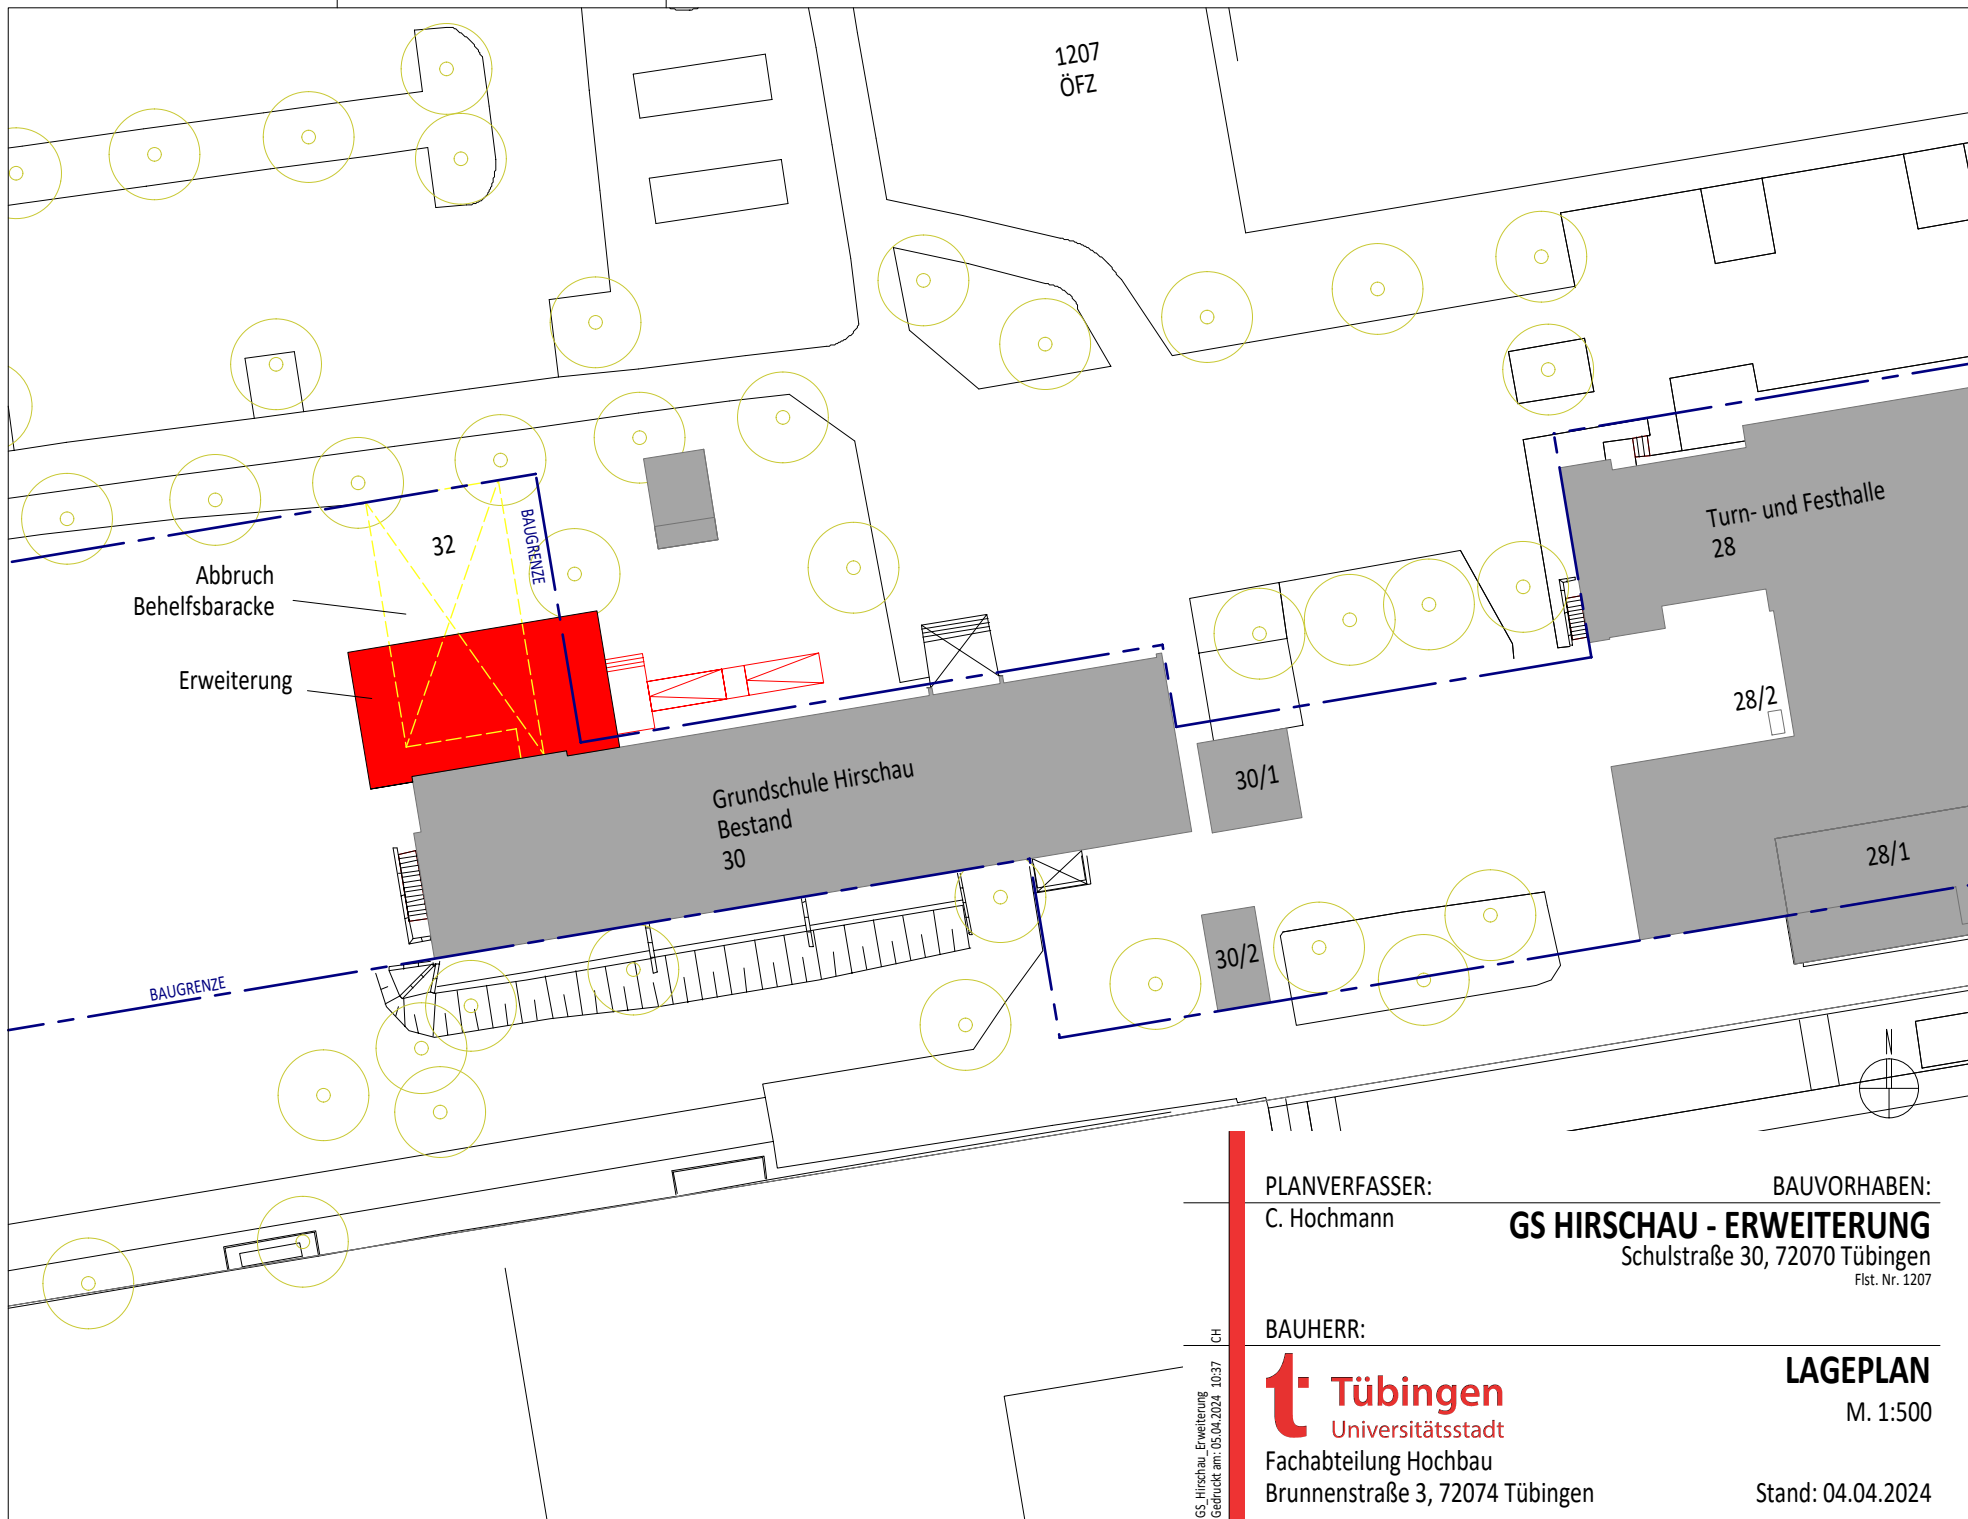 1207
ÖFZ
32
BAUGRENZE
Abbruch
Behelfsbaracke
Erweiterung
Turn- und Festhalle
28
28/2
Grundschule Hirschau
Bestand
30
30/1
28/1
30/2
BAUGRENZE
N
PLANVERFASSER:
BAUVORHABEN:
C. Hochmann
GS HIRSCHAU - ERWEITERUNG
Schulstraße 30, 72070 Tübingen
Flst. Nr. 1207
BAUHERR:
LAGEPLAN
M. 1:500
t
Tübingen
Universitätsstadt
Fachabteilung Hochbau
Brunnenstraße 3, 72074 Tübingen
Stand: 04.04.2024
GS_Hirschau_Erweiterung
Gedruckt am: 05.04.2024 10:37 CH